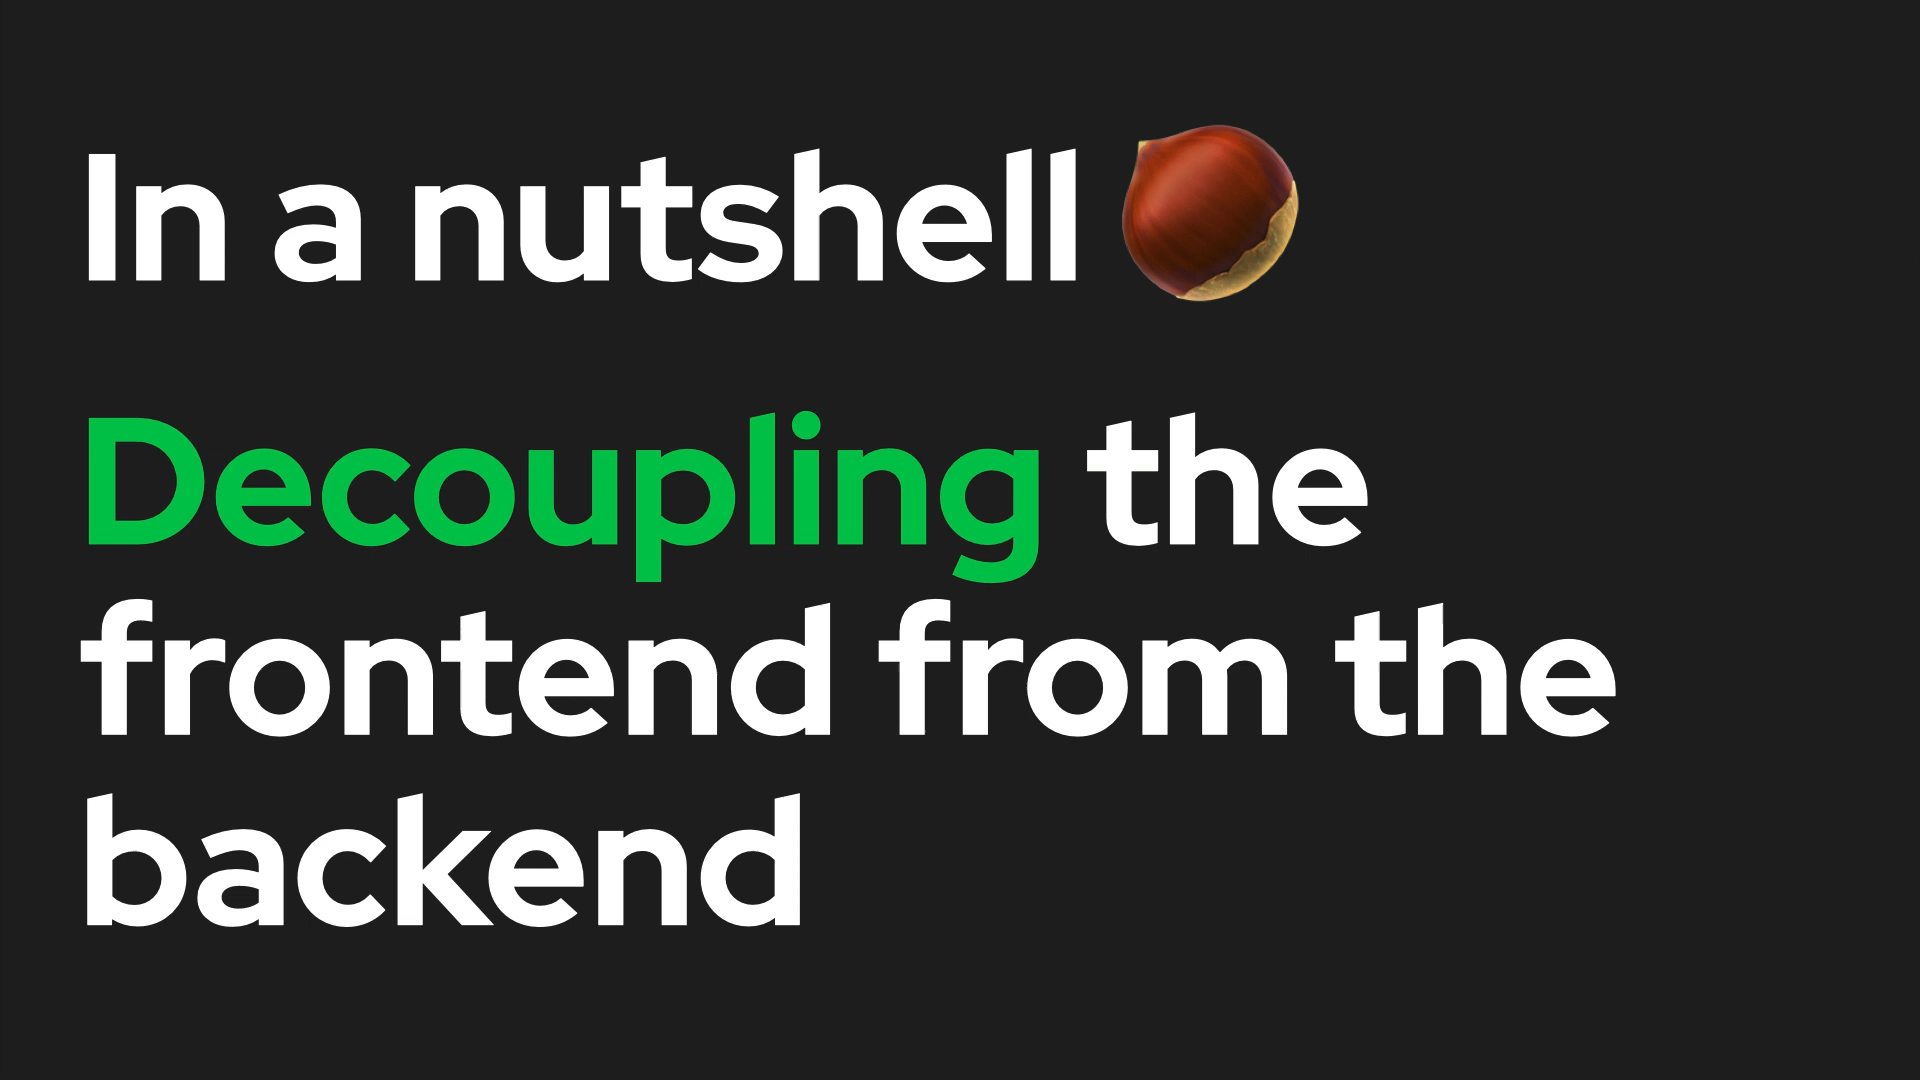 In a nutshell 🌰
Decoupling the
frontend from the
backend